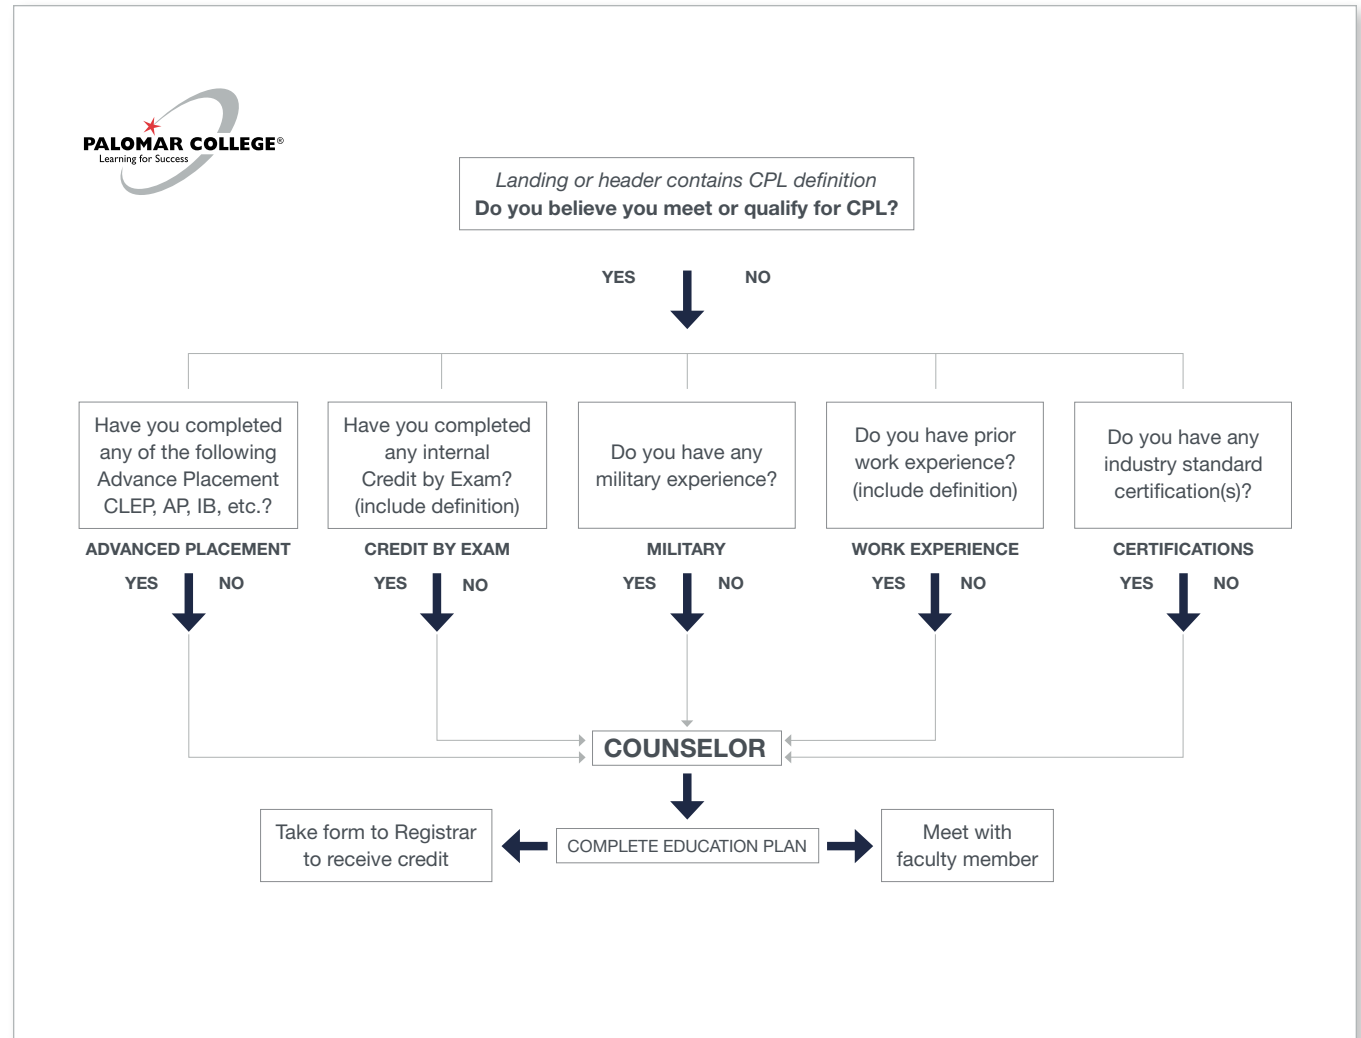 PALOMAR COLLEGE®
Learning for Success
Landing or header contains CPL definition
Do you believe you meet or qualify for CPL?
YES NO
Have you completed
any of the following
Advance Placement
CLEP, AP, IB, etc.?
Have you completed
any internal
Credit by Exam?
(include definition)
Do you have any
military experience?
Do you have prior
work experience?
(include definition)
Do you have any
industry standard
certification(s)?
ADVANCED PLACEMENT
CREDIT BY EXAM
MILITARY
WORK EXPERIENCE
CERTIFICATIONS
YES NO
YES NO
YES NO
YES NO
YES NO
COUNSELOR
Take form to Registrar
to receive credit
COMPLETE EDUCATION PLAN
Meet with
faculty member